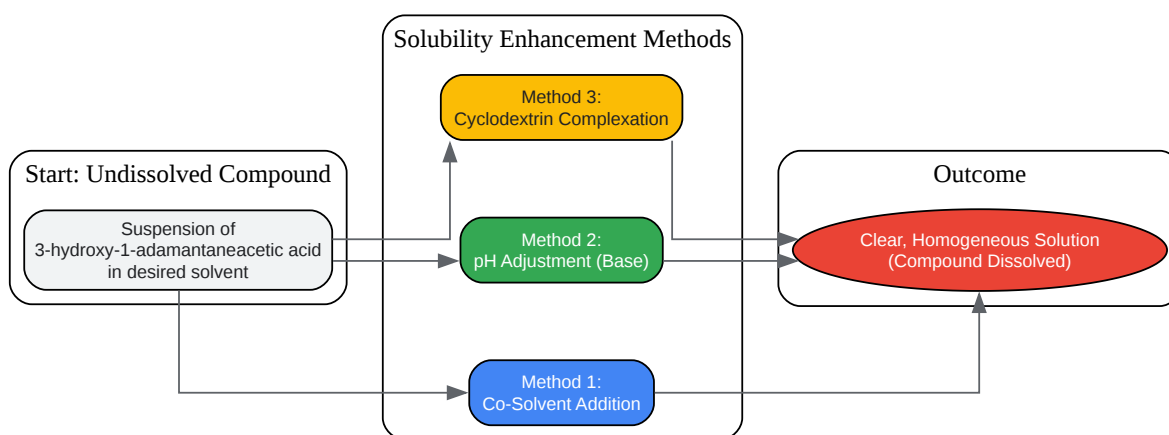 Solubility Enhancement Methods
Method 3:
Cyclodextrin Complexation
Start: Undissolved Compound
Suspension of
3-hydroxy-1-adamantaneacetic acid
in desired solvent
Method 2:
pH Adjustment (Base)
Outcome
Clear, Homogeneous Solution
(Compound Dissolved)
Method 1:
Co-Solvent Addition